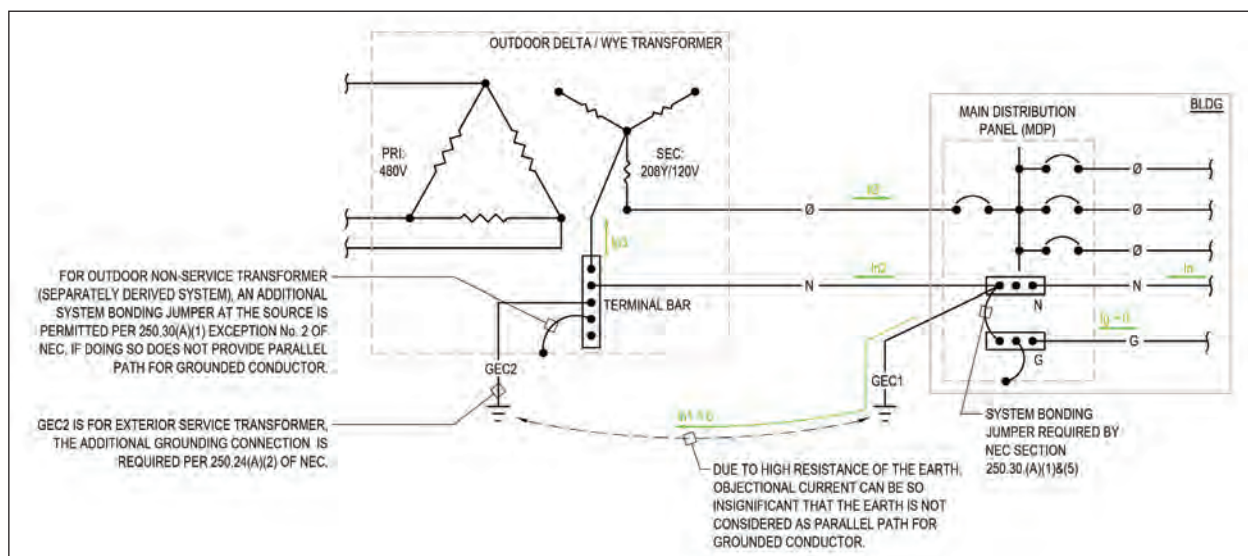 OUTDOOR DELTA / WYE TRANSFORMER
PRI:
480V
SEC:
208Y/120V
BLDG
MAIN DISTRIBUTION
PANEL (MDP)
Ø
Ø
Ø
Ø
FOR OUTDOOR NON-SERVICE TRANSFORMER
(SEPARATELY DERIVED SYSTEM), AN ADDITIONAL
SYSTEM BONDING JUMPER AT THE SOURCE IS
PERMITTED PER 250.30(A)(1) EXCEPTION No. 2 OF
NEC, IF DOING SO DOES NOT PROVIDE PARALLEL
PATH FOR GROUNDED CONDUCTOR.
TERMINAL BAR
N
In
N
N
G
G
GEC2
GEC1
GEC2 IS FOR EXTERIOR SERVICE TRANSFORMER,
THE ADDITIONAL GROUNDING CONNECTION IS
REQUIRED PER 250.24(A)(2) OF NEC.
SYSTEM BONDING
JUMPER REQUIRED BY
NEC SECTION
250.30.(A)(1)&(5)
DUE TO HIGH RESISTANCE OF THE EARTH,
OBJECTIONAL CURRENT CAN BE SO
INSIGNIFICANT THAT THE EARTH IS NOT
CONSIDERED AS PARALLEL PATH FOR
GROUNDED CONDUCTOR.